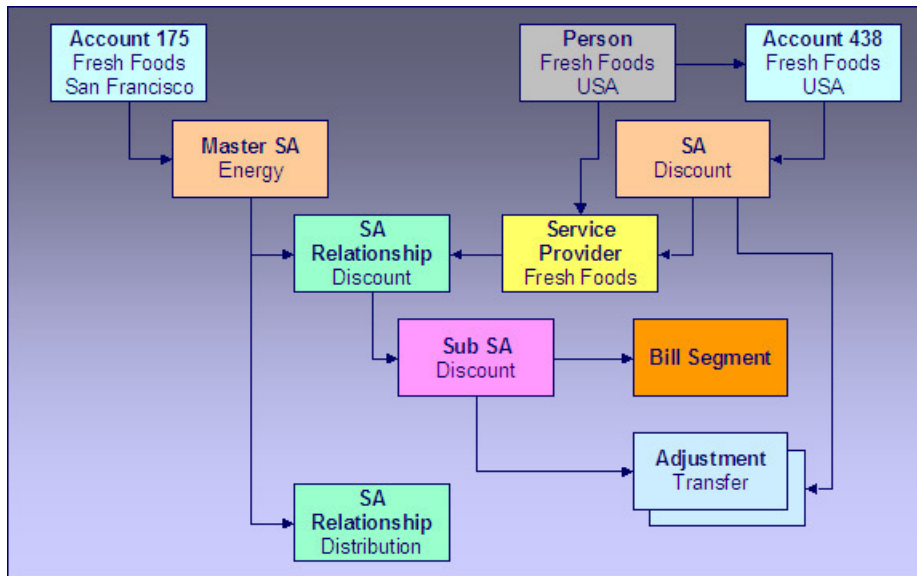 Account 175
Fresh Foods
San Francisco
Person
Fresh Foods
USA
Account 438
Fresh Foods
USA
Master SA
Energy
SA
Discount
SA
Relationship
Discount
Service
Provider
Fresh Foods
Sub SA
Discount
Bill Segment
Adjustment
Transfer
SA
Relationship
Distribution